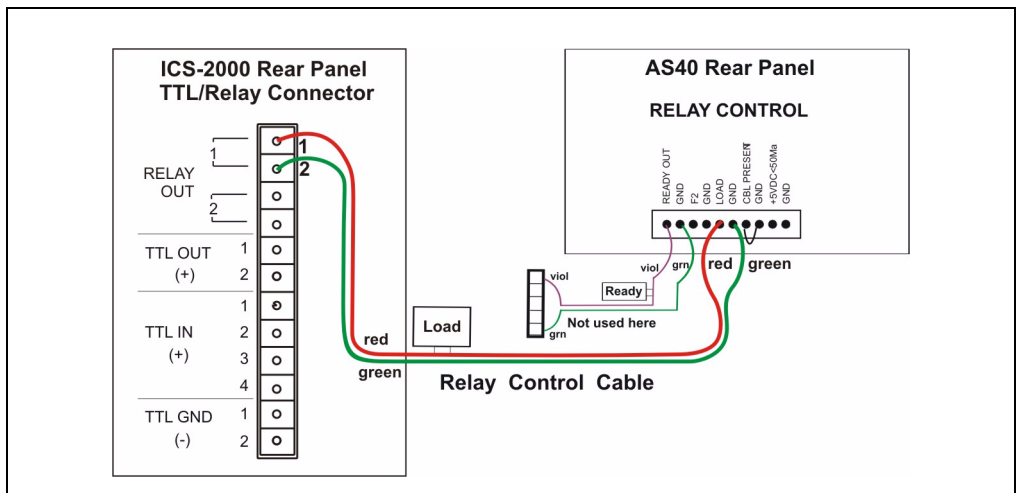 ICS-2000 Rear Panel
TTL/Relay Connector
1
2
RELAY
OUT
1
2
TTL OUT
(+)
1
2
TTL IN
(+)
1
2
3
4
TTL GND
(-)
1
2
AS40 Rear Panel
RELAY CONTROL
READY OUT
GND
F2
GND
LOAD
GND
CBL PRESEN
GND
+5VDC<50Ma
GND
viol
grn
red
green
viol
Ready
Not used here
grn
Load
red
green
Relay Control Cable